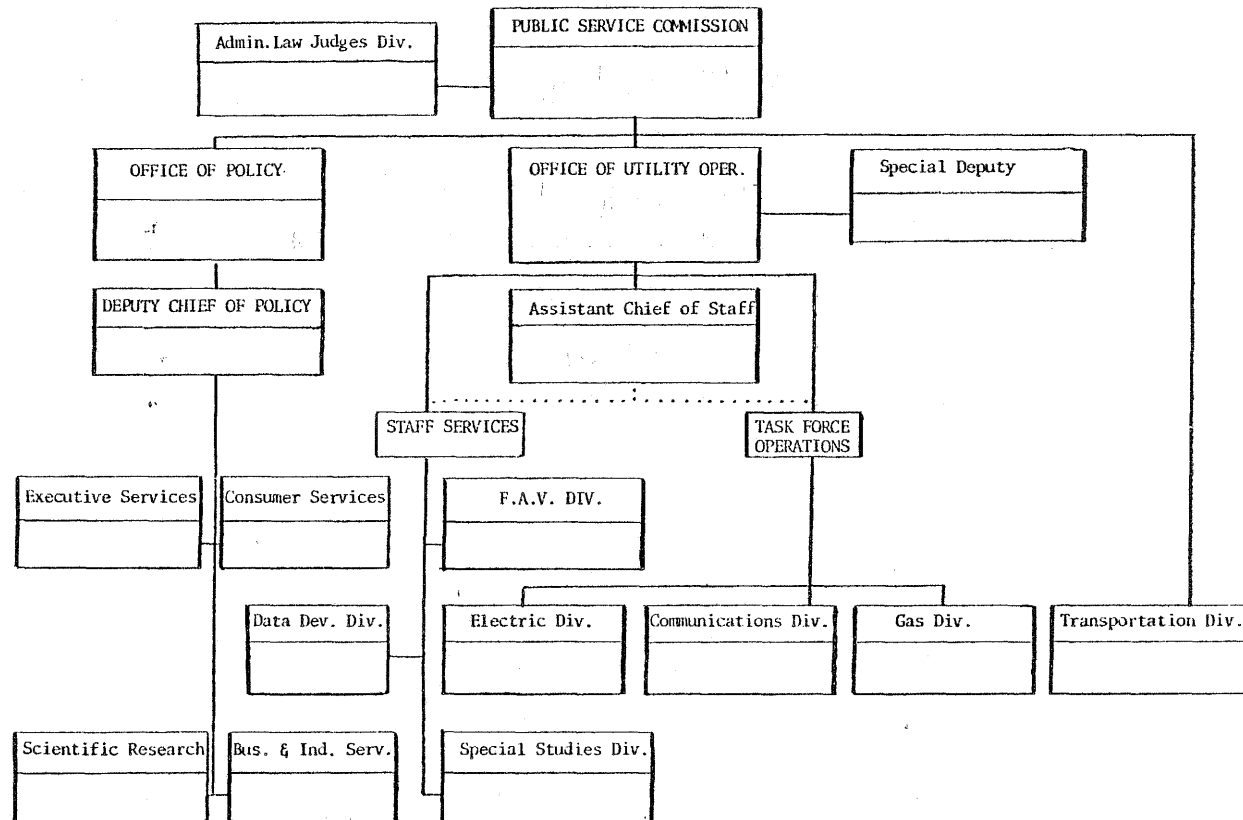 PUBLIC SERVICE COMMISSION
Admin.Law Judges Div.
OFFICE OF POLICY
OFFICE OF UTILITY OPER.
Special Deputy
DEPUTY CHIEF OF POLICY
Assistant Chief of Staff
STAFF SERVICES
TASK FORCE
OPERATIONS
Executive Services
Consumer Services
F.A.V. DIV.
Data Dev. Div.
Electric Div.
Communications Div.
Gas Div.
Transportation Div.
Scientific Research
Bus. & Ind. Serv.
Special Studies Div.